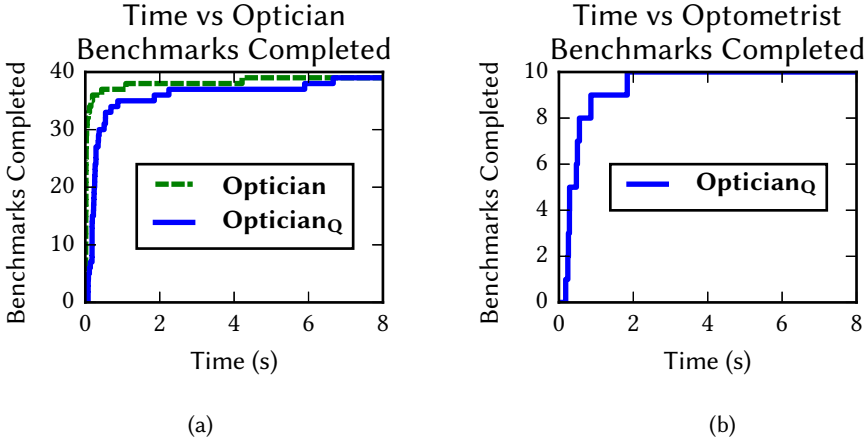 Time vs Optician
Benchmarks Completed
Benchmarks Completed
40
30
20
10
0
Optician
OpticianQ
0 2 4 6 8
Time (s)
(a)
Time vs Optometrist
Benchmarks Completed
Benchmarks Completed
10
8
6
4
2
0
OpticianQ
0 2 4 6 8
Time (s)
(b)